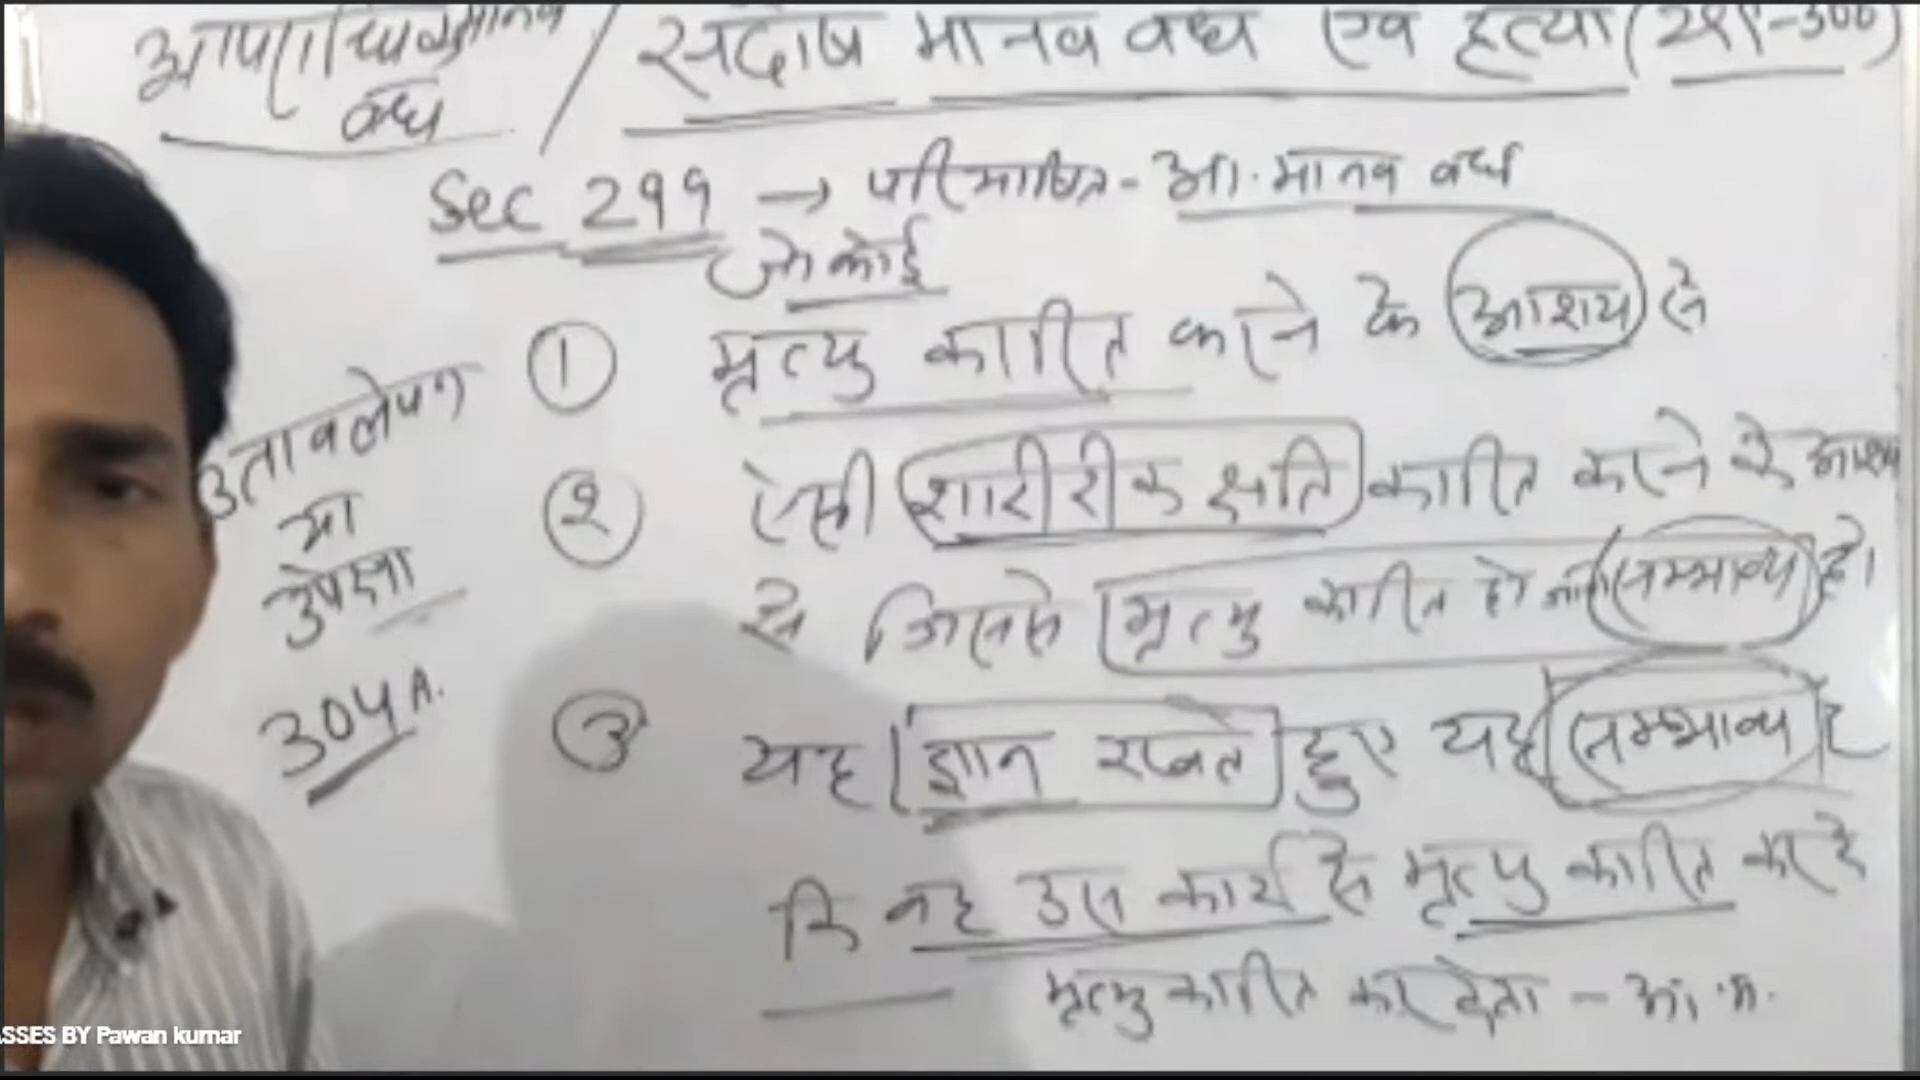 आपराधिक मानव वध / सदोष मानव वध एवं हत्या (299-300)
Sec 299 → परिभाषित - आ. मानव वध
जो कोई
① मृत्यु कारित करने के आशय से
② ऐसी शारीरीक क्षति कारित करने के आशय
से जिससे मृत्यु कारित हो जाना सम्भाव्य हो।
③ यह ज्ञान रखते हुए यह सम्भाव्य है
कि वह उस कार्य से मृत्यु कारित कर दे
मृत्यु कारित कर देता - आ. म.
उतावलेपन
या
उपेक्षा
304A.
ASSES BY Pawan kumar